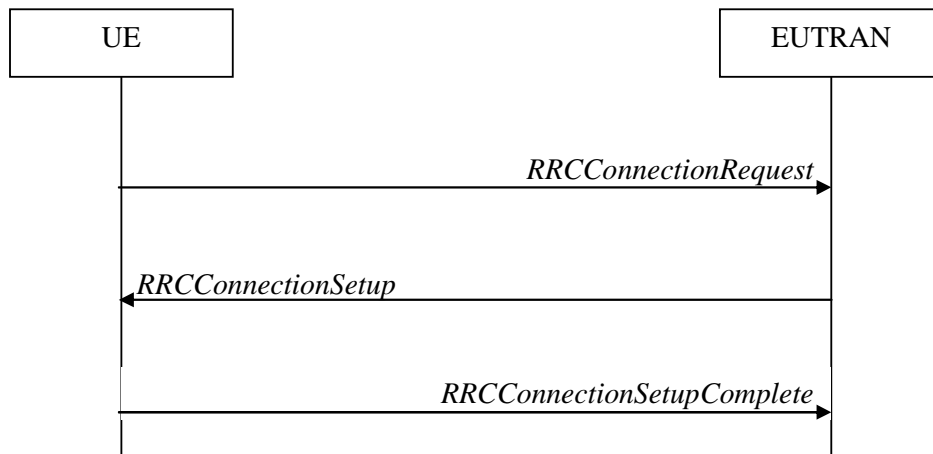 UE
EUTRAN
RRCConnectionRequest
RRCConnectionSetup
RRCConnectionSetupComplete